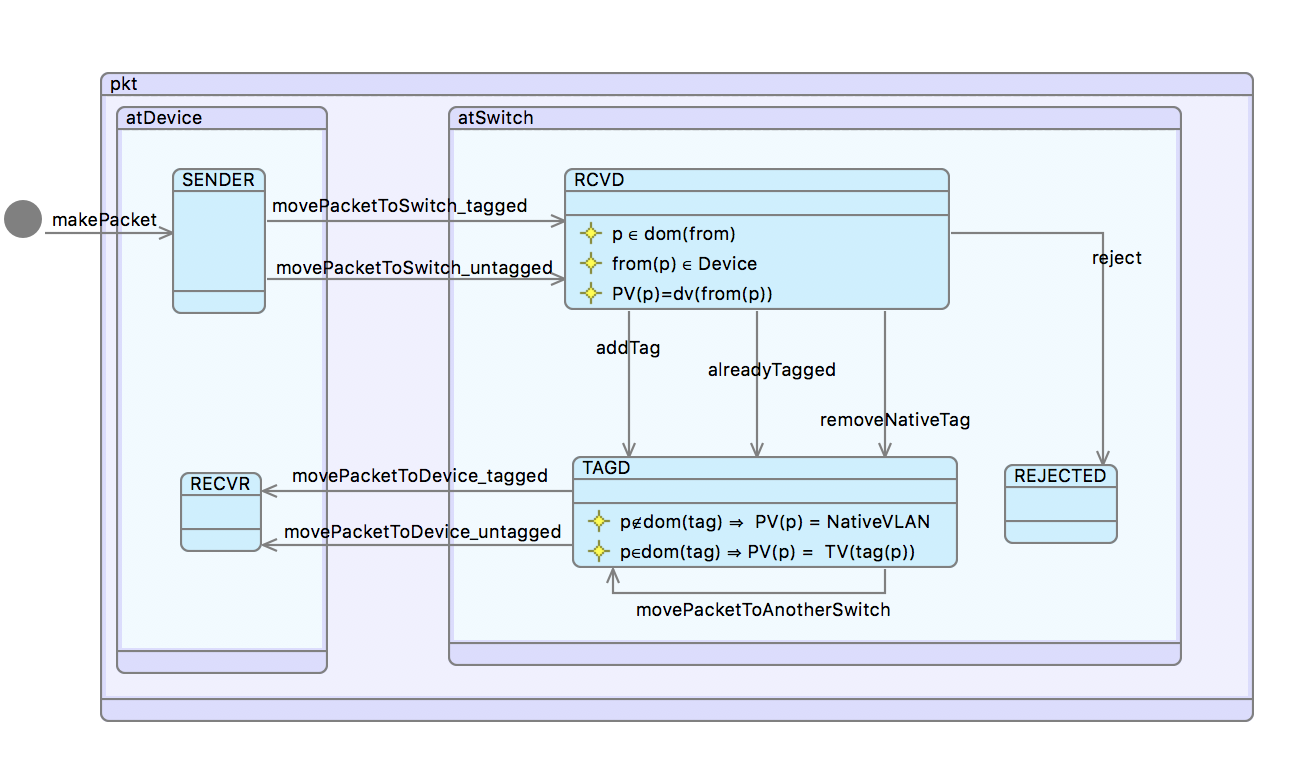 pkt
atDevice
atSwitch
SENDER
RCVD
makePacket
movePacketToSwitch_tagged
movePacketToSwitch_untagged
p ∈ dom(from)
from(p) ∈ Device
PV(p)=dv(from(p))
reject
addTag
alreadyTagged
removeNativeTag
RECVR
movePacketToDevice_tagged
movePacketToDevice_untagged
TAGD
p∉dom(tag) ⇒ PV(p) = NativeVLAN
p∈dom(tag) ⇒ PV(p) = TV(tag(p))
REJECTED
movePacketToAnotherSwitch